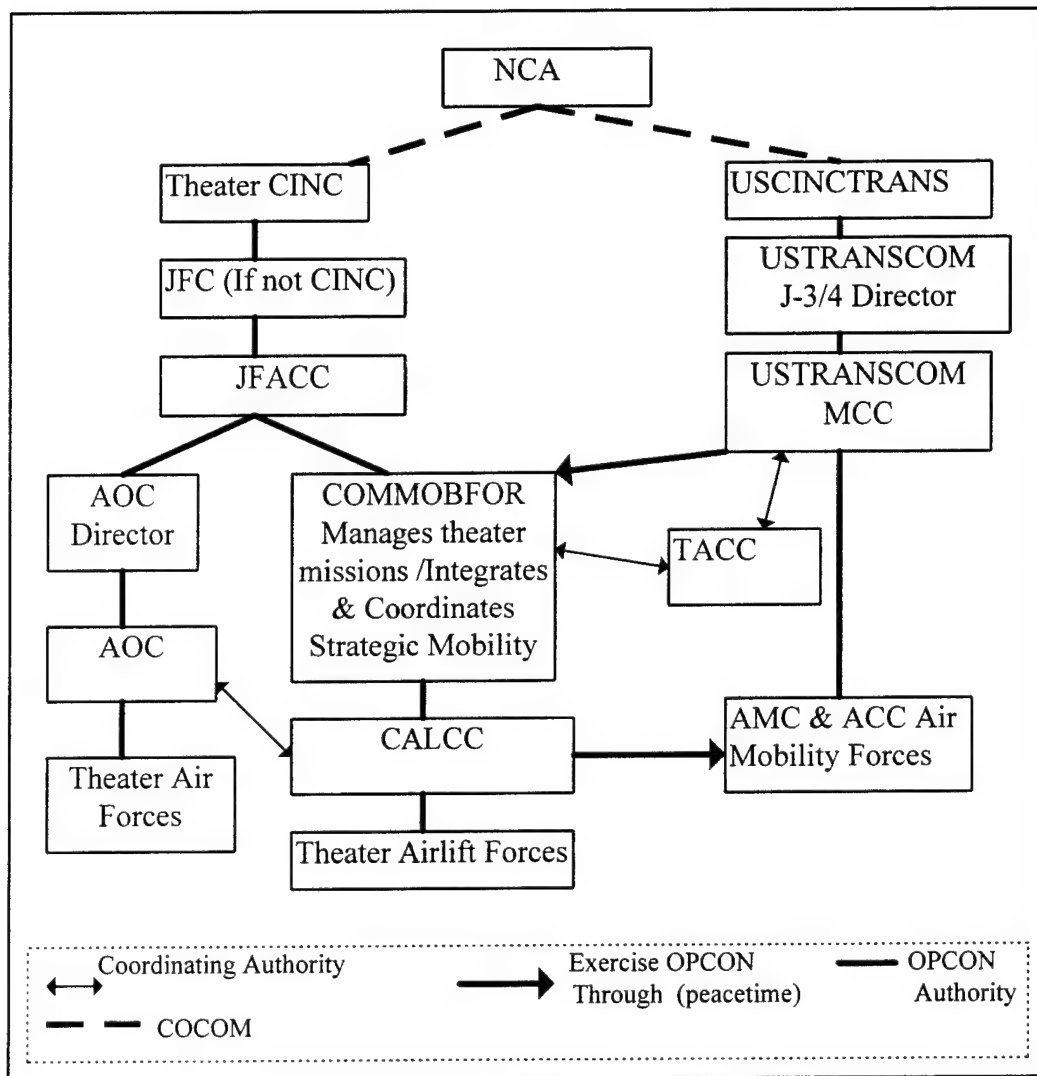 NCA
Theater CINC
USCINCTRANS
JFC (If not CINC)
USTRANSCOM
J-3/4 Director
JFACC
USTRANSCOM
MCC
AOC
Director
COMMOBFOR
Manages theater
missions /Integrates
& Coordinates
Strategic Mobility
TACC
AOC
CALCC
AMC & ACC Air
Mobility Forces
Theater Air
Forces
Theater Airlift Forces
Coordinating Authority
Exercise OPCON
Through (peacetime)
OPCON
Authority
COCOM